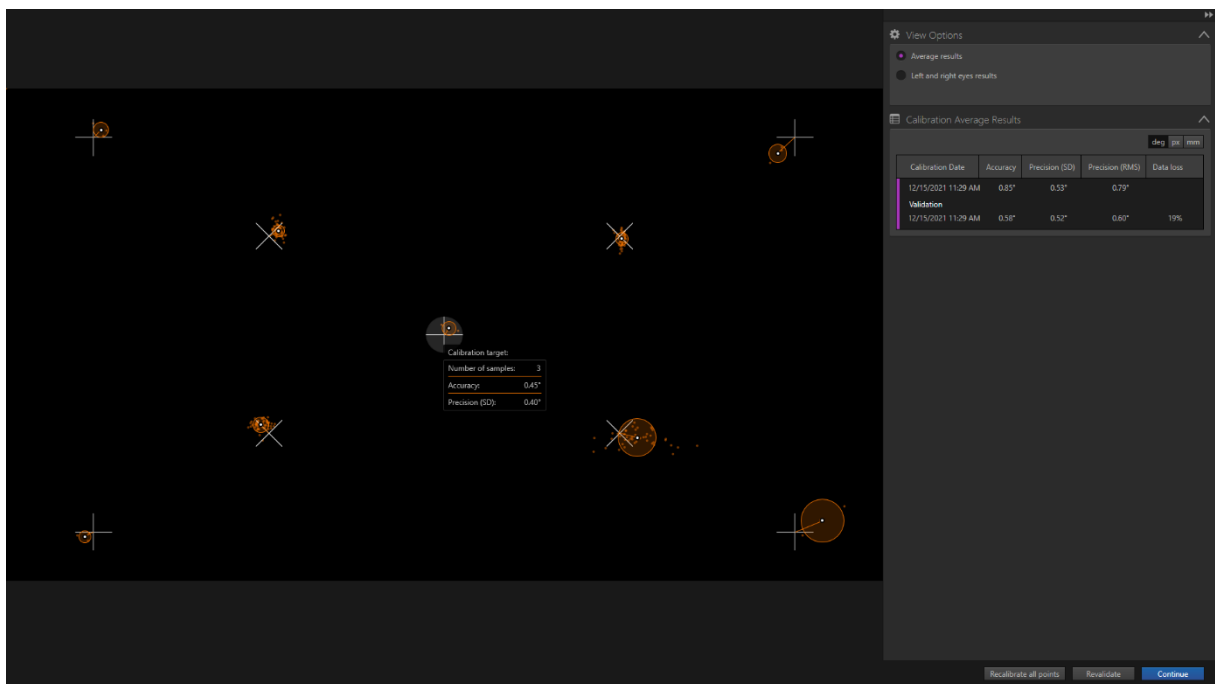 View Options
Average results
Left and right eyes results
Calibration Average Results
deg px mm
Calibration Date Accuracy Precision (SD) Precision (RMS) Data loss
12/15/2021 11:29 AM 0.85° 0.53° 0.79°
Validation
12/15/2021 11:29 AM 0.58° 0.52° 0.60° 19%
Calibration target:
Number of samples: 3
Accuracy: 0.45°
Precision (SD): 0.40°
Recalibrate all points Revalidate Continue